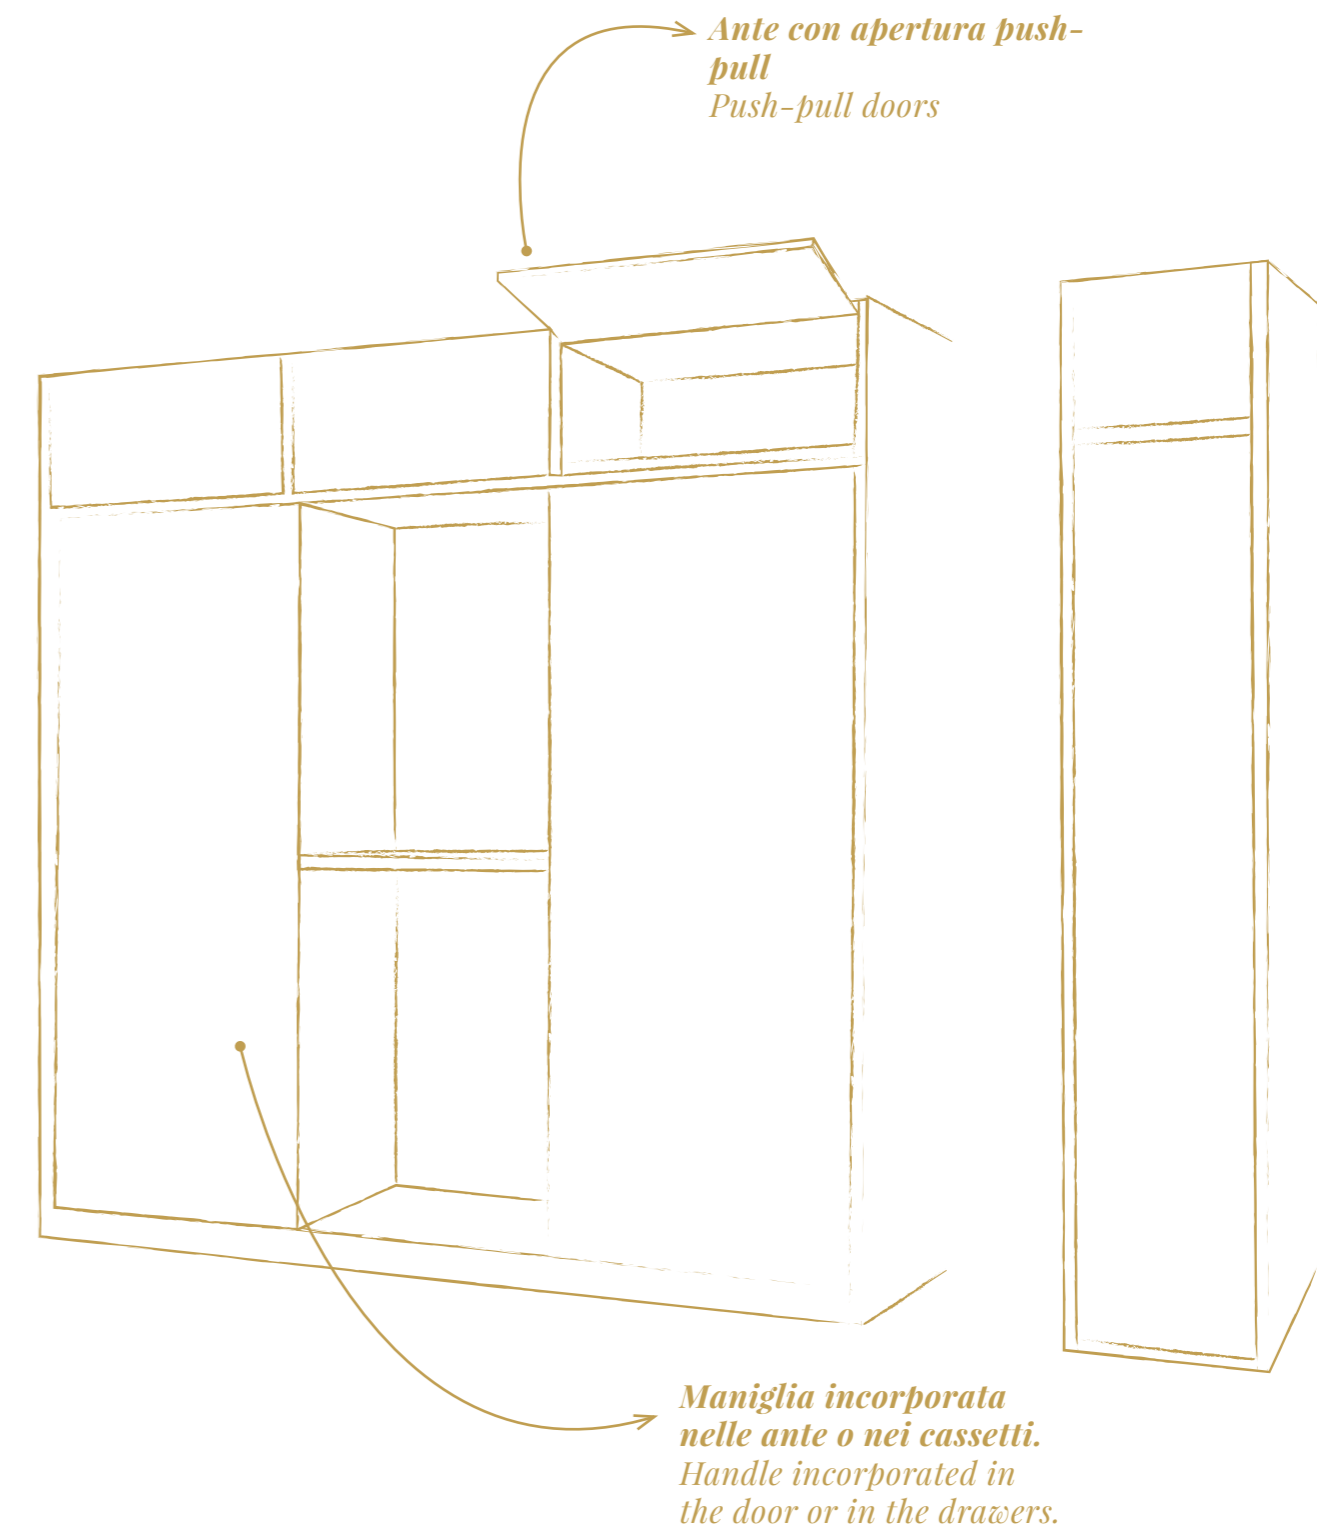 Ante con apertura push-
pull
Push-pull doors
Maniglia incorporata
nelle ante o nei cassetti.
Handle incorporated in
the door or in the drawers.